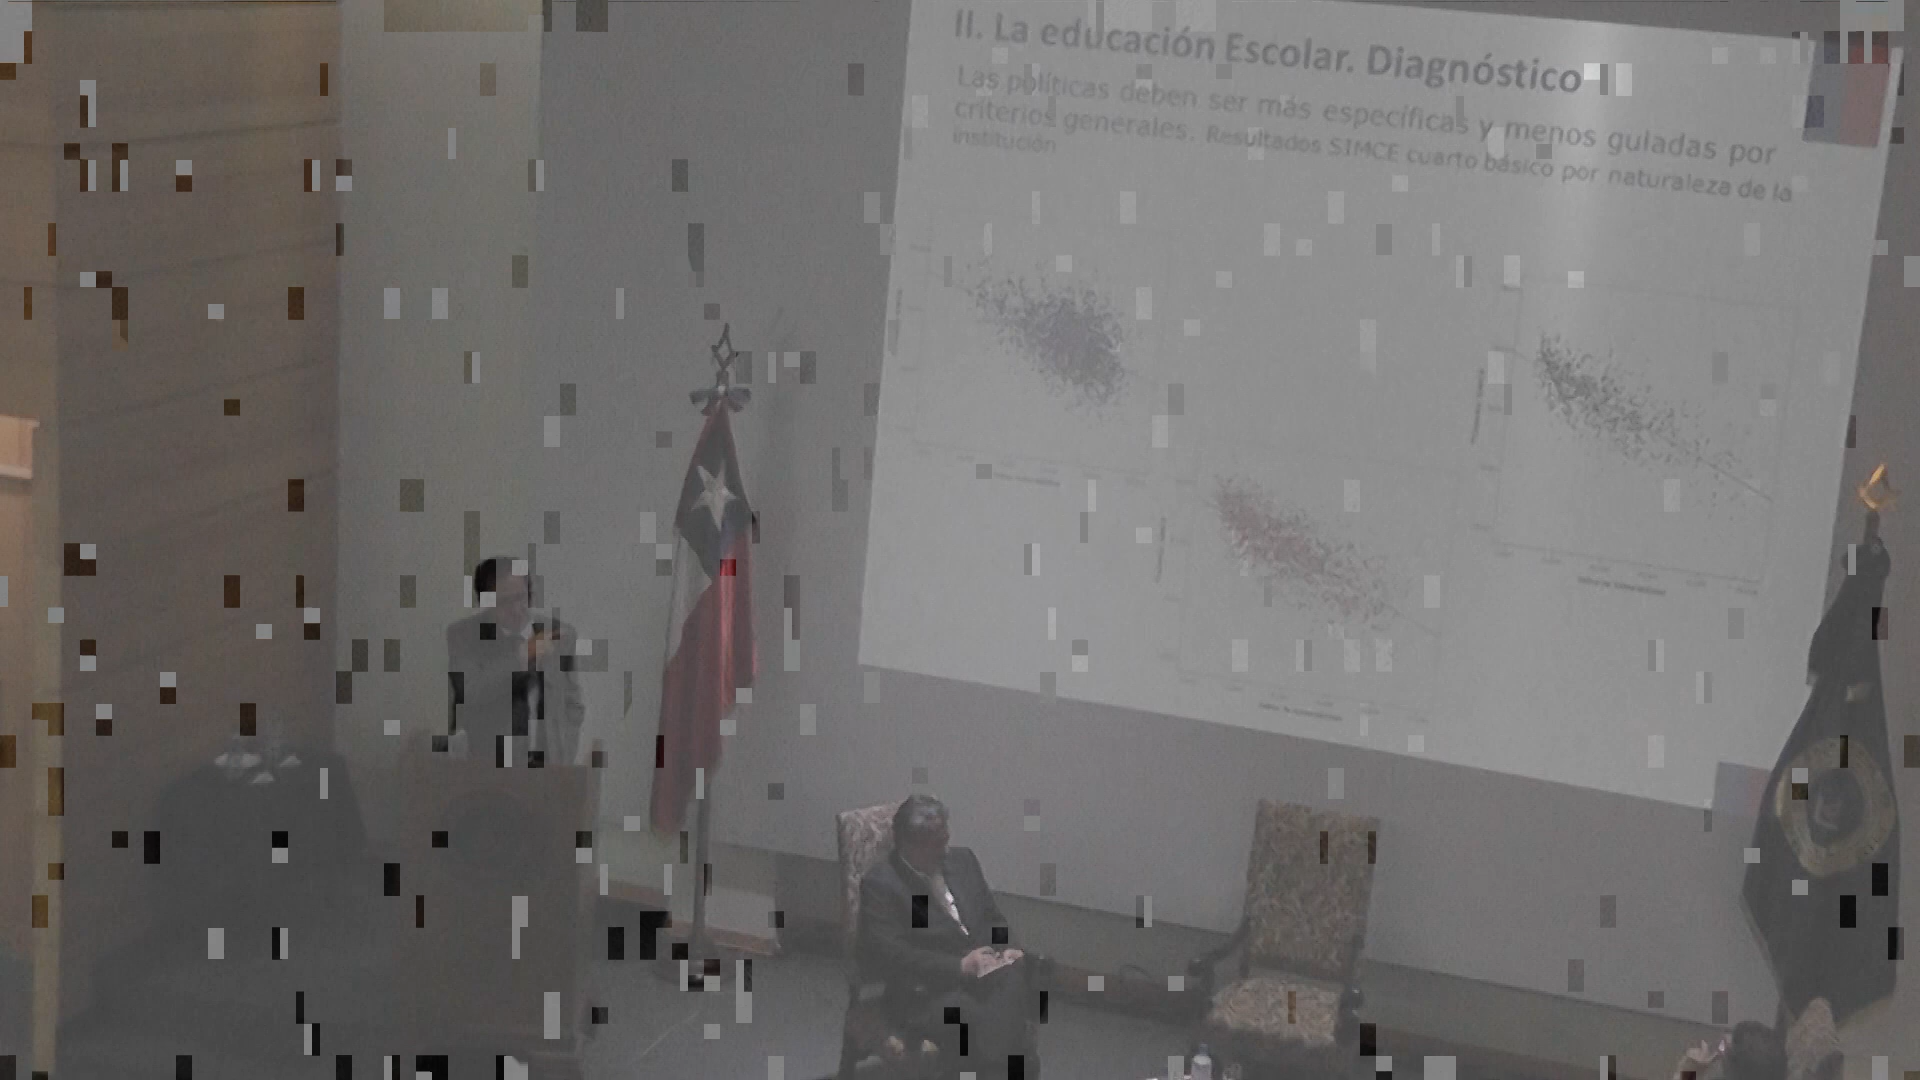 II. La educación Escolar. Diagnóstico
Las políticas deben ser más específicas y menos guiadas por
criterios generales. Resultados SIMCE cuarto básico por naturaleza de la
institución